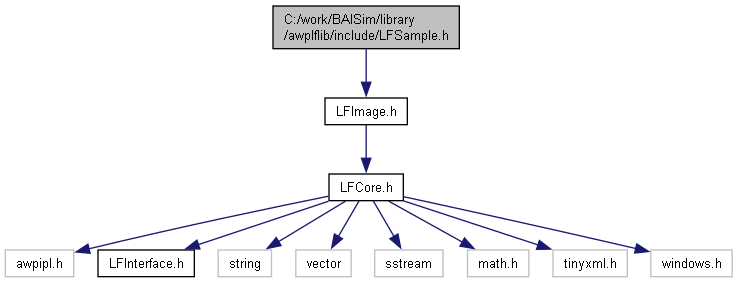 C:/work/BAISim/library
/awplflib/include/LFSample.h
LFImage.h
LFCore.h
awpipl.h
LFInterface.h
string
vector
sstream
math.h
tinyxml.h
windows.h